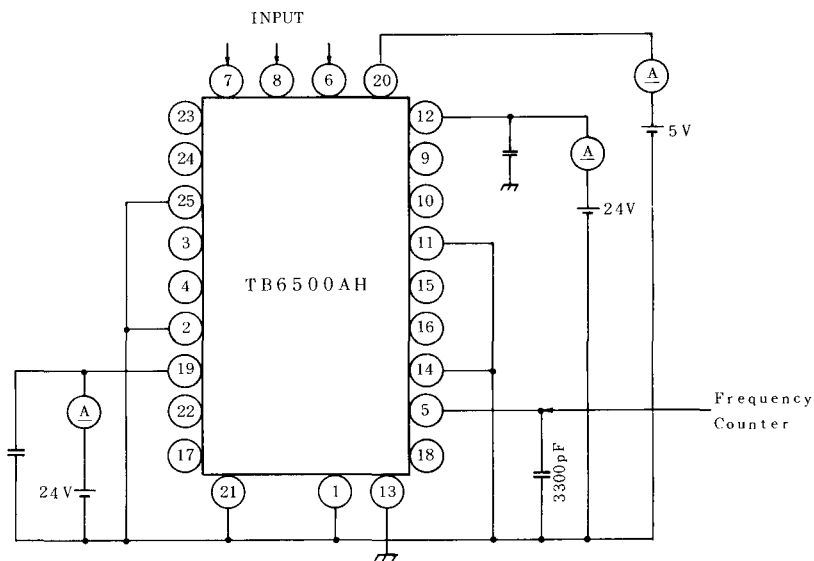 INPUT
7 8 6 20
A
5V
23 12
A
24 9
25 10
24V
3 11
4 TB6500AH 15
2 16
19 14
A
22 5
Frequency
Counter
17 18
3300pF
24V
21 1 13